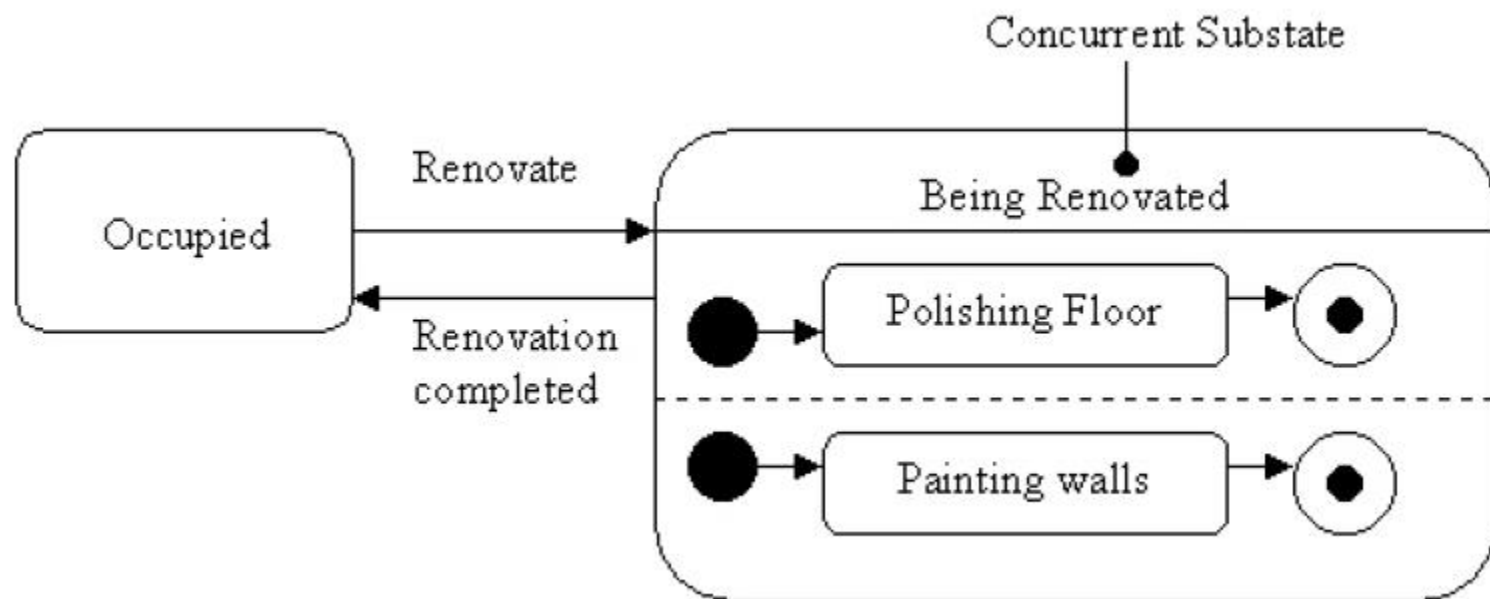 Concurrent Substate
Renovate
Being Renovated
Occupied
Polishing Floor
Renovation
completed
Painting walls